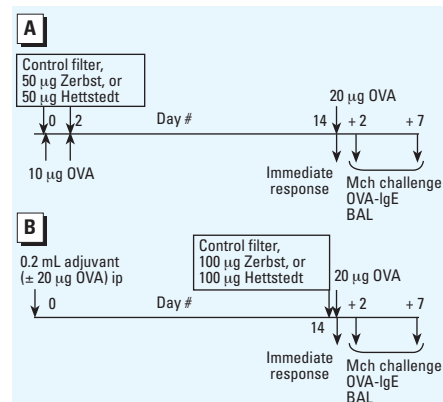 A
Control filter,
50 µg Zerbst, or
50 µg Hettstedt
20 µg OVA
0 2 Day # 14 + 2 + 7
10 µg OVA
Immediate
response
Mch challenge
OVA-IgE
BAL
B
Control filter,
100 µg Zerbst, or
100 µg Hettstedt
0.2 mL adjuvant
(± 20 µg OVA) ip
20 µg OVA
0 Day # + 2 + 7
14
Immediate
response
Mch challenge
OVA-IgE
BAL